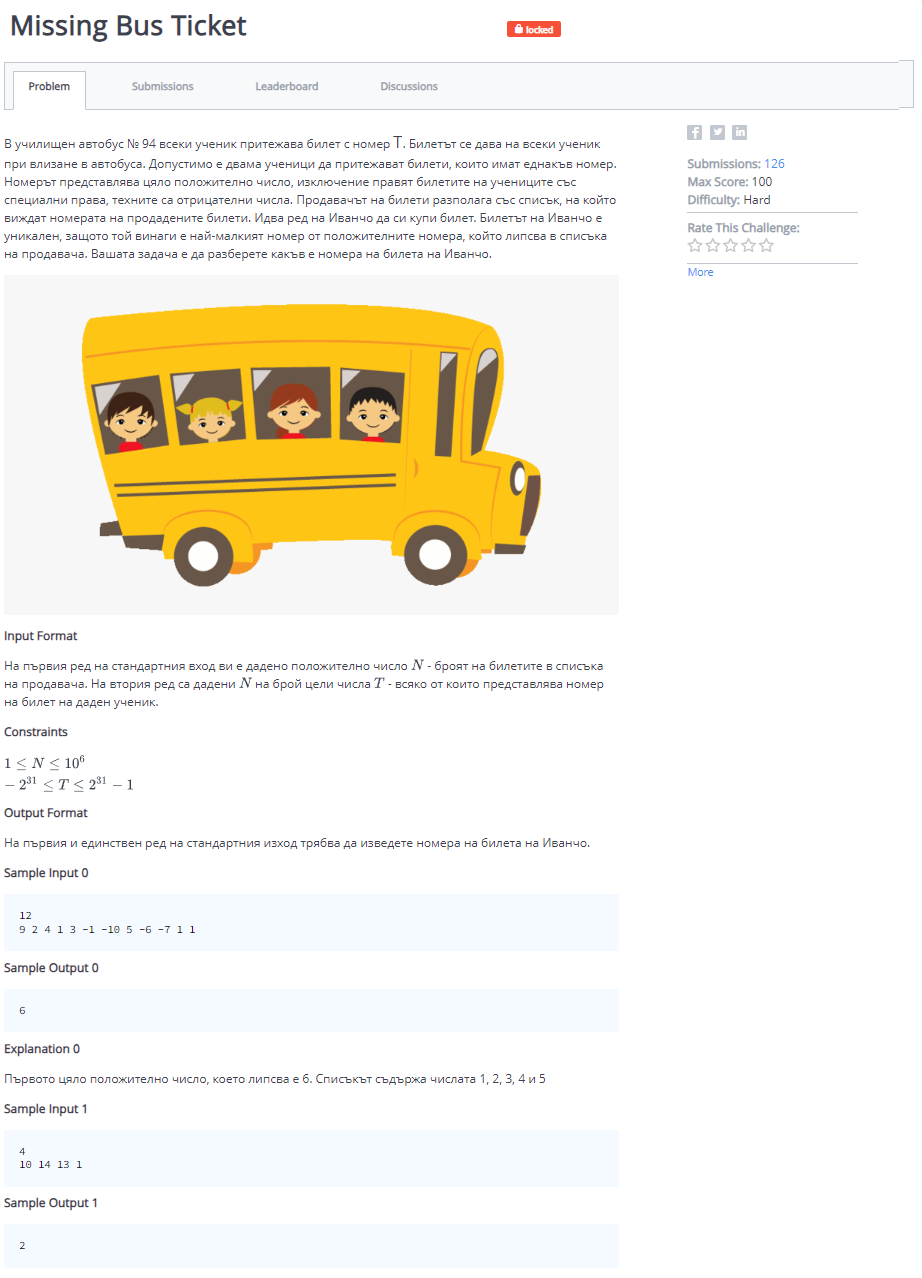 Missing Bus Ticket
locked
Problem
Submissions
Leaderboard
Discussions
В училищен автобус № 94 всеки ученик притежава билет с номер T. Билетът се дава на всеки ученик
при влизане в автобуса. Допустимо е двама ученици да притежават билети, които имат еднакъв номер.
Номерът представлява цяло положително число, изключение правят билетите на учениците със
специални права, техните са отрицателни числа. Продавачът на билети разполага със списък, на който
виждат номерата на продадените билети. Идва ред на Иванчо да си купи билет. Билетът на Иванчо е
уникален, защото той винаги е най-малкият номер от положителните номера, който липсва в списъка
на продавача. Вашата задача е да разберете какъв е номера на билета на Иванчо.
Submissions: 126
Max Score: 100
Difficulty: Hard
Rate This Challenge:
More
Input Format
На първия ред на стандартния вход ви е дадено положително число N - броят на билетите в списъка
на продавача. На втория ред са дадени N на брой цели числа T - всяко от които представлява номер
на билет на даден ученик.
Constraints
1 ≤ N ≤ 10⁶
− 2³¹ ≤ T ≤ 2³¹ − 1
Output Format
На първия и единствен ред на стандартния изход трябва да изведете номера на билета на Иванчо.
Sample Input 0
12
9 2 4 1 3 -1 -10 5 -6 -7 1 1
Sample Output 0
6
Explanation 0
Първото цяло положително число, което липсва е 6. Списъкът съдържа числата 1, 2, 3, 4 и 5
Sample Input 1
4
10 14 13 1
Sample Output 1
2